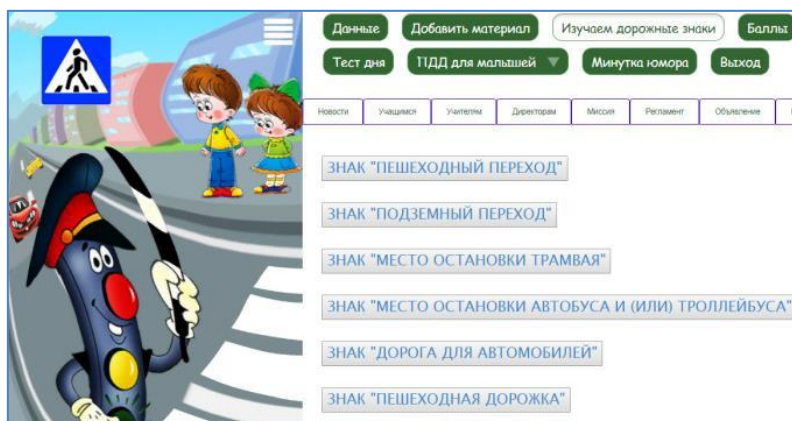 Данные Добавить материал Изучаем дорожные знаки Баллы
Тест дня ПДД для малышей Минутка юмора Выход
Новости Учащимся Учителям Директорам Миссия Регламент Объявление
ЗНАК "ПЕШЕХОДНЫЙ ПЕРЕХОД"
ЗНАК "ПОДЗЕМНЫЙ ПЕРЕХОД"
ЗНАК "МЕСТО ОСТАНОВКИ ТРАМВАЯ"
ЗНАК "МЕСТО ОСТАНОВКИ АВТОБУСА И (ИЛИ) ТРОЛЛЕЙБУСА"
ЗНАК "ДОРОГА ДЛЯ АВТОМОБИЛЕЙ"
ЗНАК "ПЕШЕХОДНАЯ ДОРОЖКА"